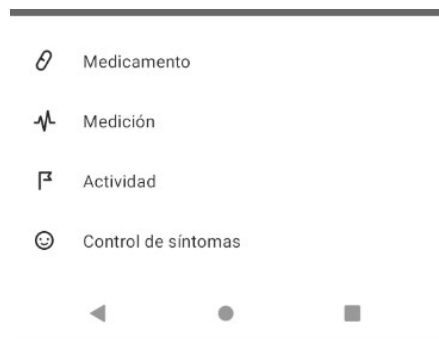 Medicamento
Medición
Actividad
Control de síntomas